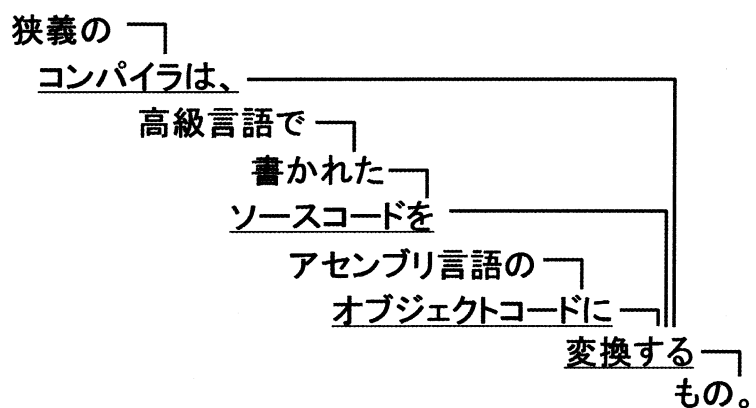 狭義の
コンパイラは、
高級言語で
書かれた
ソースコードを
アセンブリ言語の
オブジェクトコードに
変換する
もの。